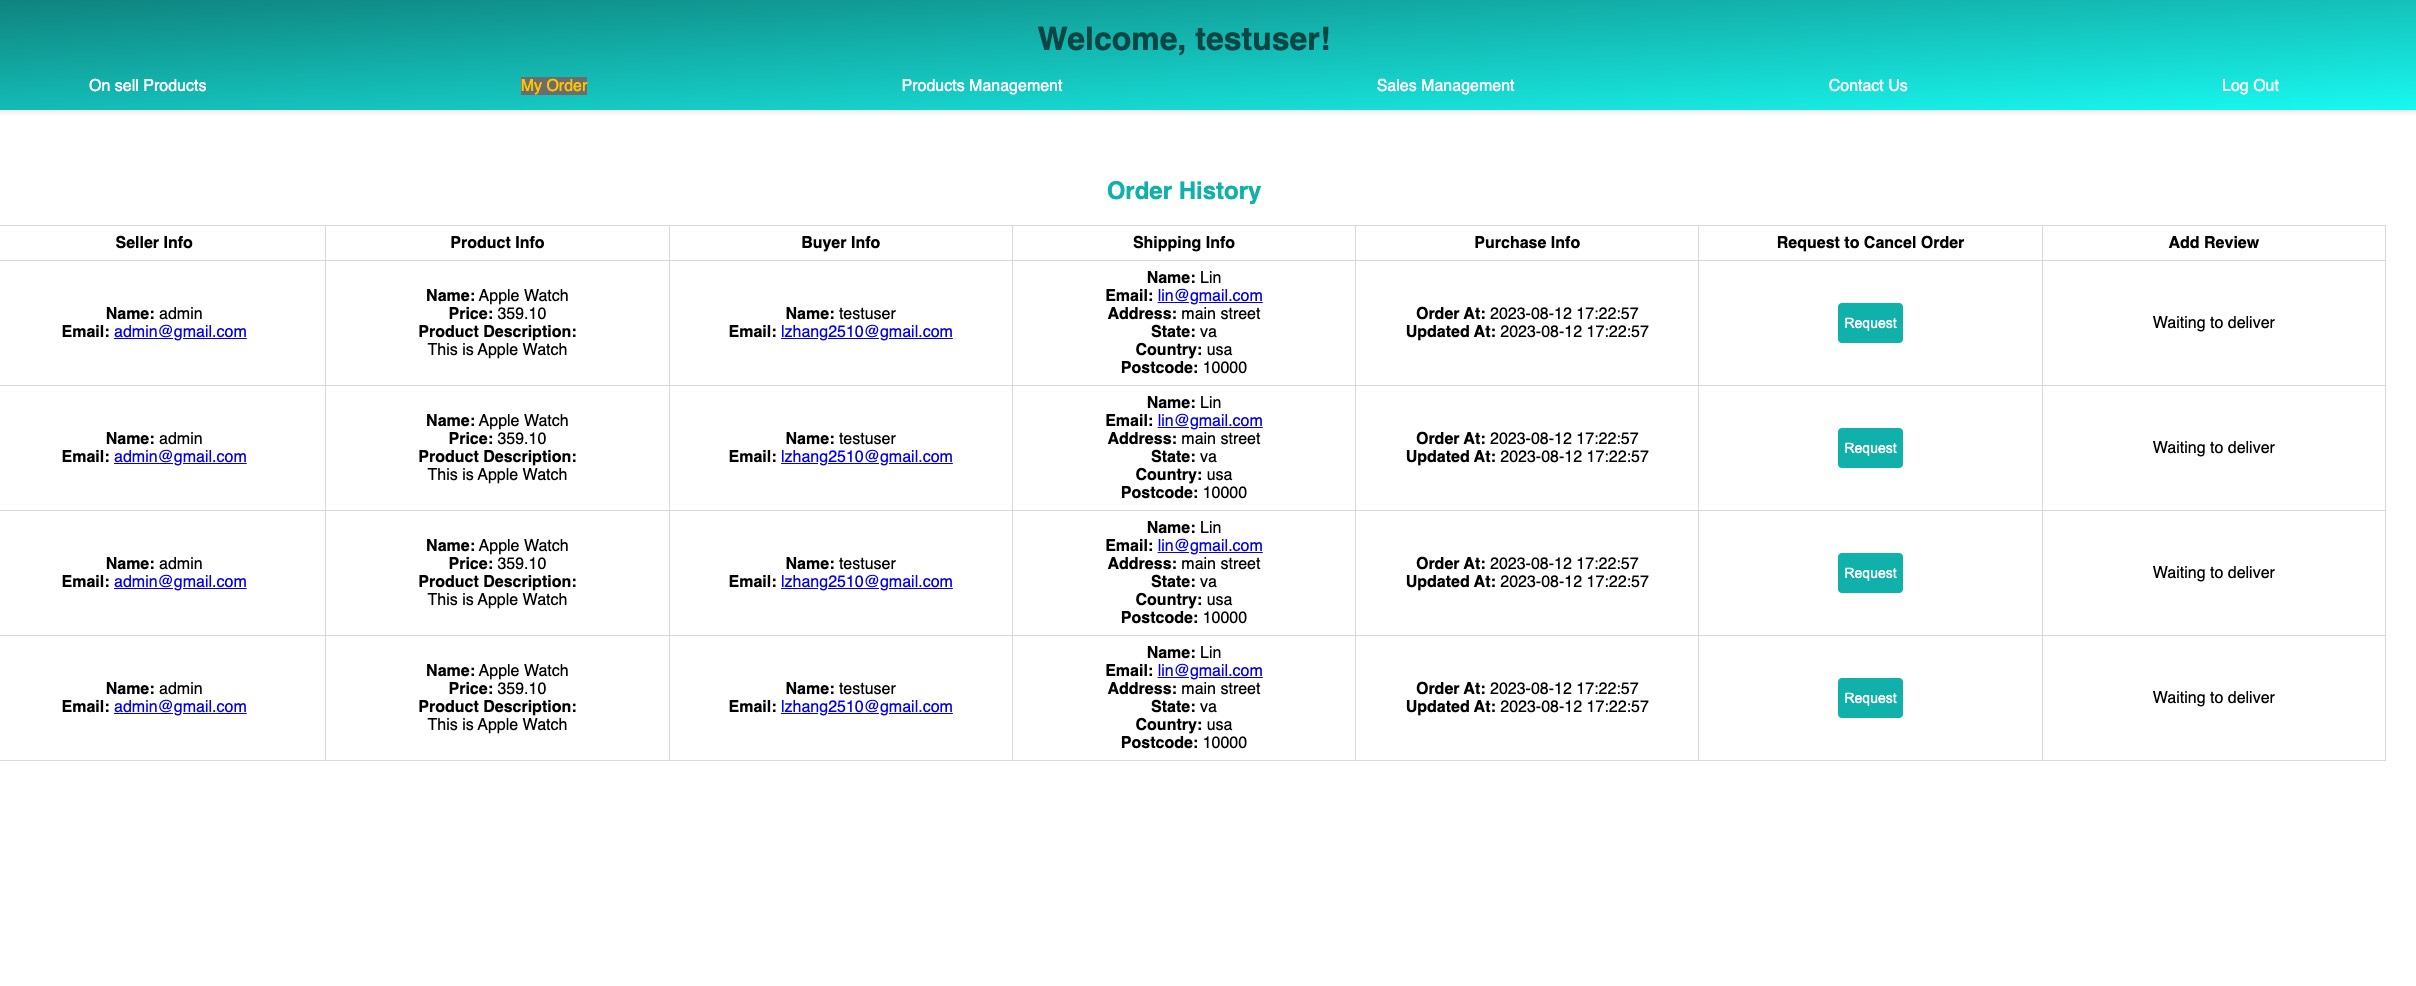 Welcome, testuser!
On sell Products My Order Products Management Sales Management Contact Us Log Out
Order History
Seller Info Product Info Buyer Info Shipping Info Purchase Info Request to Cancel Order Add Review
Name: admin
Email: admin@gmail.com
Name: Apple Watch
Price: 359.10
Product Description:
This is Apple Watch
Name: testuser
Email: lzhang2510@gmail.com
Name: Lin
Email: lin@gmail.com
Address: main street
State: va
Country: usa
Postcode: 10000
Order At: 2023-08-12 17:22:57
Updated At: 2023-08-12 17:22:57
Request
Waiting to deliver
Name: admin
Email: admin@gmail.com
Name: Apple Watch
Price: 359.10
Product Description:
This is Apple Watch
Name: testuser
Email: lzhang2510@gmail.com
Name: Lin
Email: lin@gmail.com
Address: main street
State: va
Country: usa
Postcode: 10000
Order At: 2023-08-12 17:22:57
Updated At: 2023-08-12 17:22:57
Request
Waiting to deliver
Name: admin
Email: admin@gmail.com
Name: Apple Watch
Price: 359.10
Product Description:
This is Apple Watch
Name: testuser
Email: lzhang2510@gmail.com
Name: Lin
Email: lin@gmail.com
Address: main street
State: va
Country: usa
Postcode: 10000
Order At: 2023-08-12 17:22:57
Updated At: 2023-08-12 17:22:57
Request
Waiting to deliver
Name: admin
Email: admin@gmail.com
Name: Apple Watch
Price: 359.10
Product Description:
This is Apple Watch
Name: testuser
Email: lzhang2510@gmail.com
Name: Lin
Email: lin@gmail.com
Address: main street
State: va
Country: usa
Postcode: 10000
Order At: 2023-08-12 17:22:57
Updated At: 2023-08-12 17:22:57
Request
Waiting to deliver